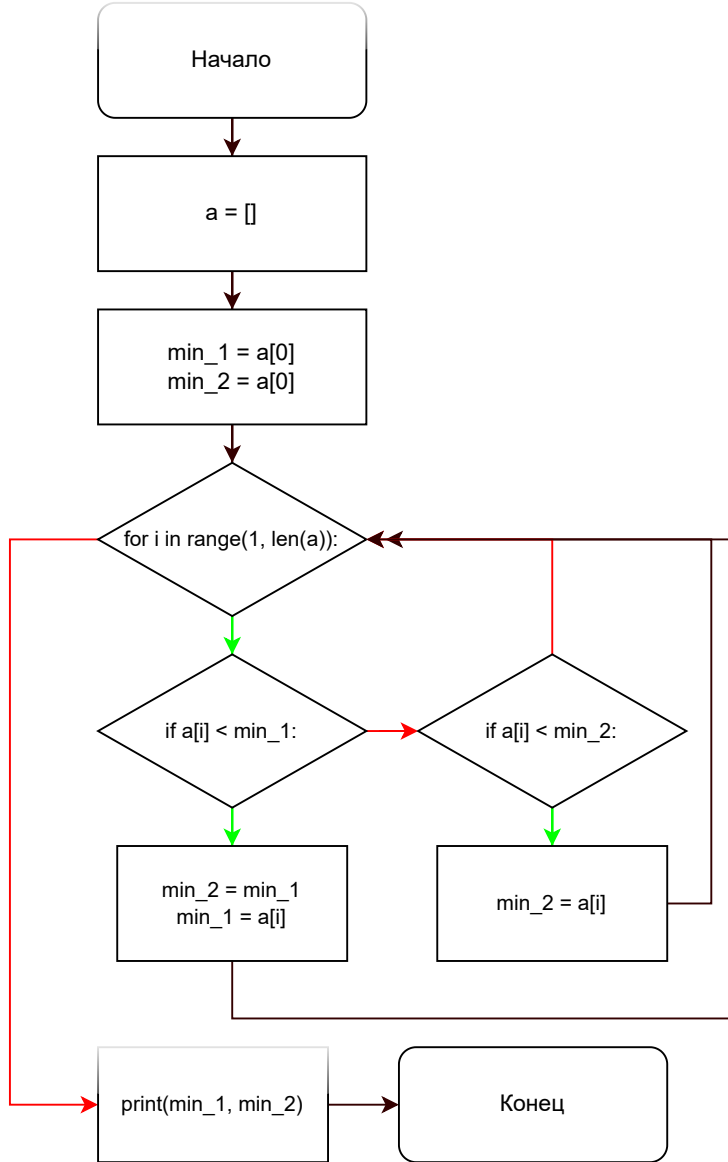 Начало
a = []
min_1 = a[0]
min_2 = a[0]
for i in range(1, len(a)):
if a[i] < min_1:
if a[i] < min_2:
min_2 = min_1
min_1 = a[i]
min_2 = a[i]
print(min_1, min_2)
Конец